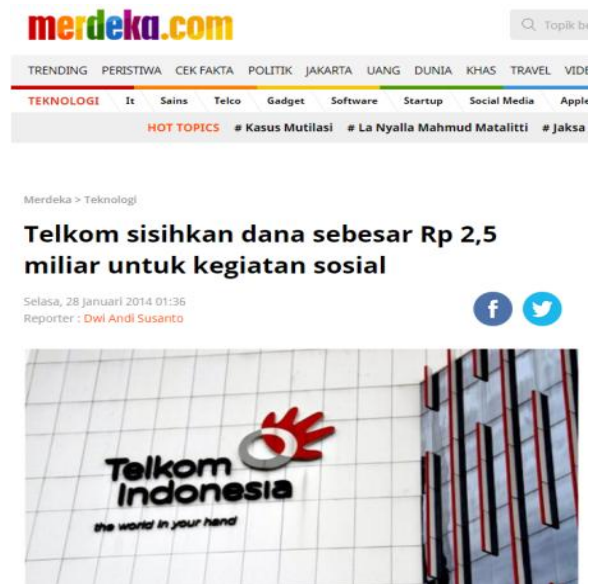 merdeka.com
Topik be
TRENDING PERISTIWA CEK FAKTA POLITIK JAKARTA UANG DUNIA KHAS TRAVEL VIDE
TEKNOLOGI It Sains Telco Gadget Software Startup Social Media Apple
HOT TOPICS # Kasus Mutilasi # La Nyalla Mahmud Matalitti # Jaksa
Merdeka > Teknologi
Telkom sisihkan dana sebesar Rp 2,5
miliar untuk kegiatan sosial
Selasa, 28 Januari 2014 01:36
Reporter : Dwi Andi Susanto
Telkom
Indonesia
the world in your hand